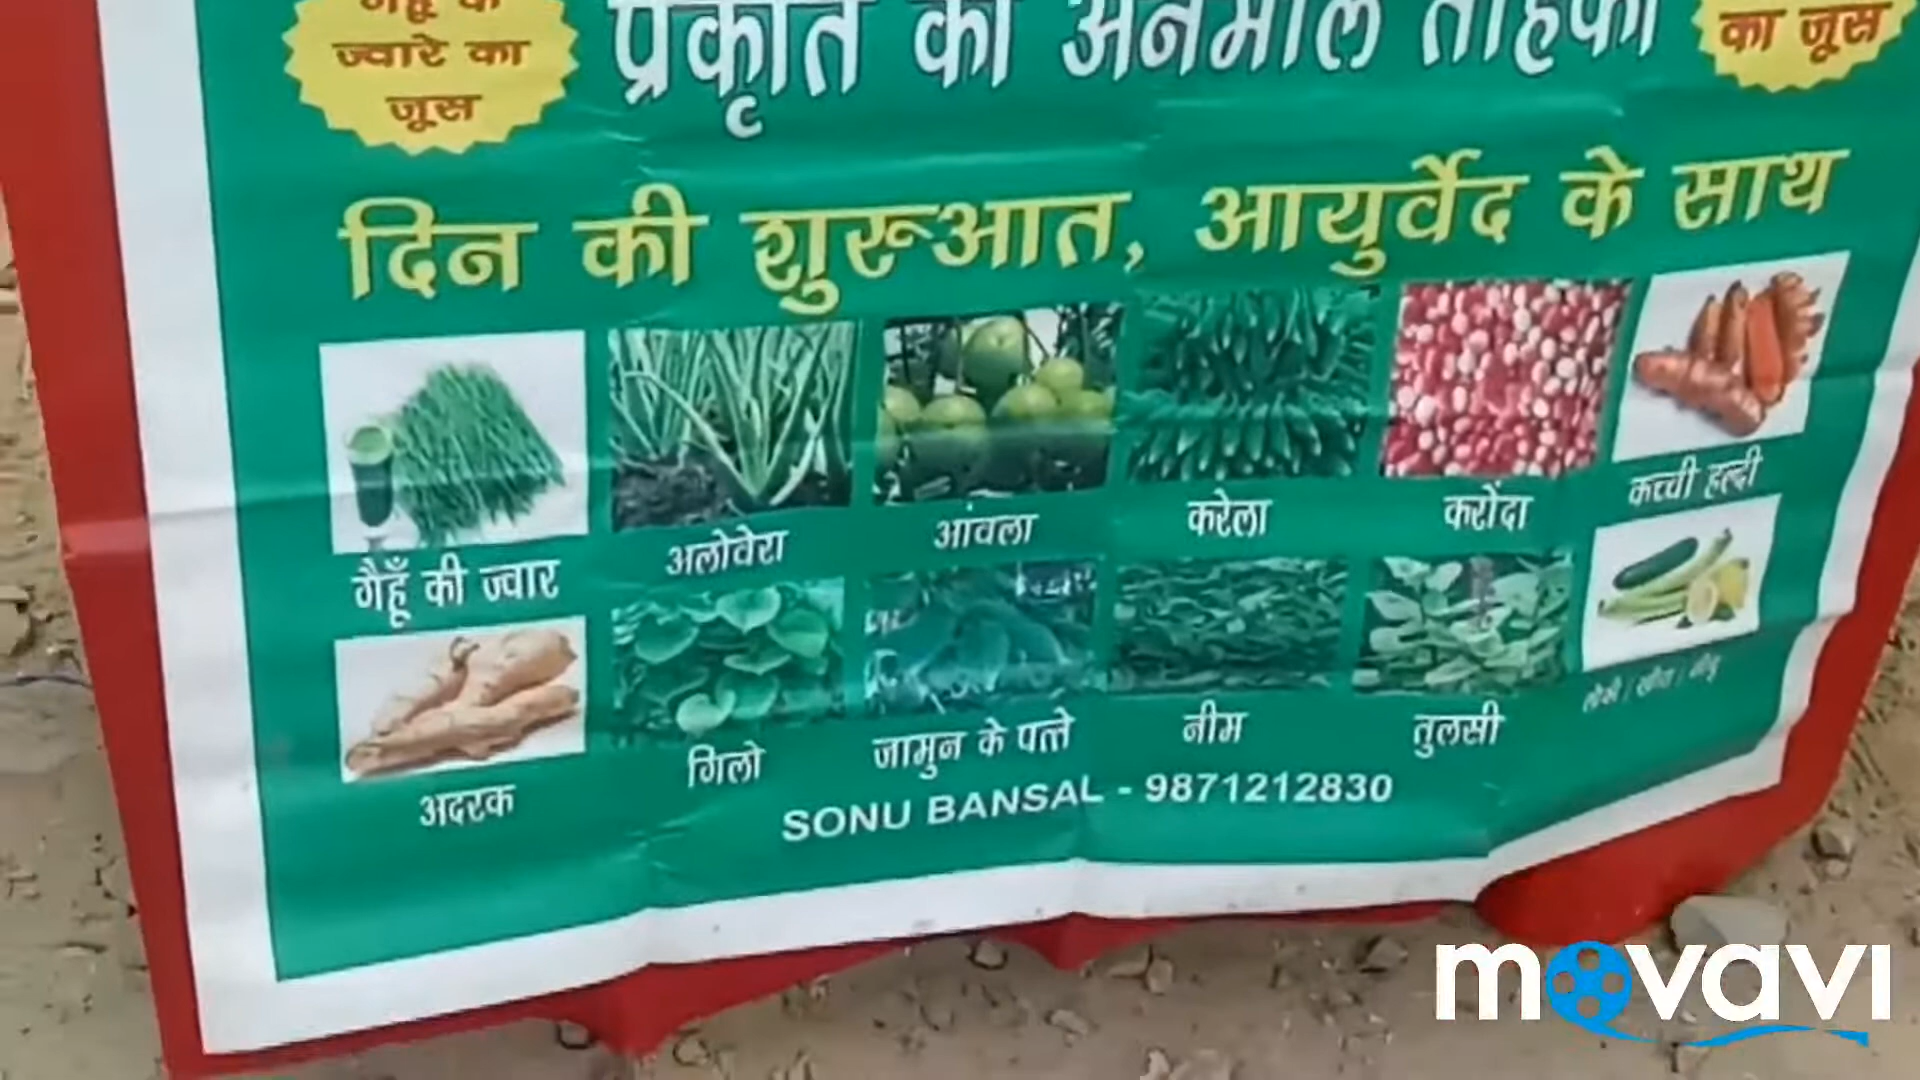 ज्वारे का
जूस
प्रकृति का अनमोल तोहफा
का जूस
दिन की शुरूआत, आयुर्वेद के साथ
गैहूँ की ज्वार
अलोवेरा
आंवला
करेला
करोंदा
कच्ची हल्दी
अदरक
गिलो
जामुन के पत्ते
नीम
तुलसी
SONU BANSAL - 9871212830
movavi